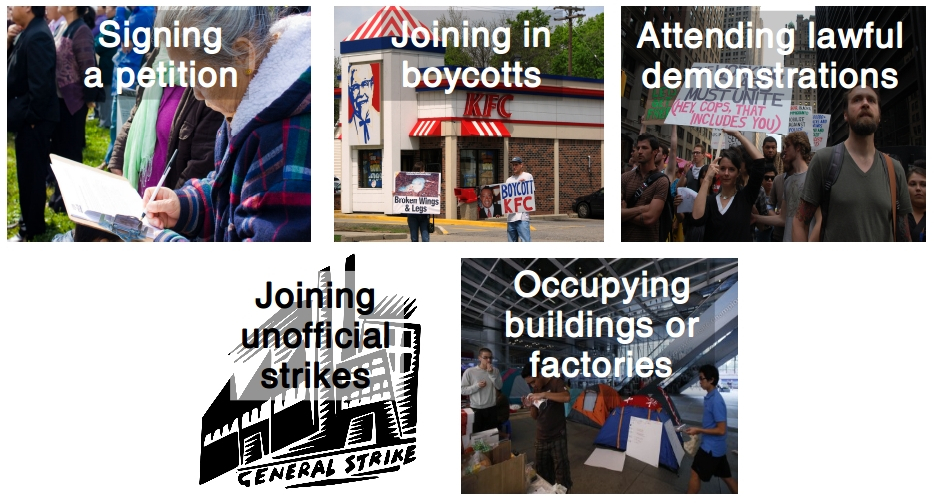 Signing
a petition
Joining in
boycotts
KFC
Broken Wings
& Legs
BOYCOTT
KFC
Attending lawful
demonstrations
MUST UNITE
(HEY, COPS, THAT
INCLUDES YOU)
Joining
unofficial
strikes
GENERAL STRIKE
Occupying
buildings or
factories